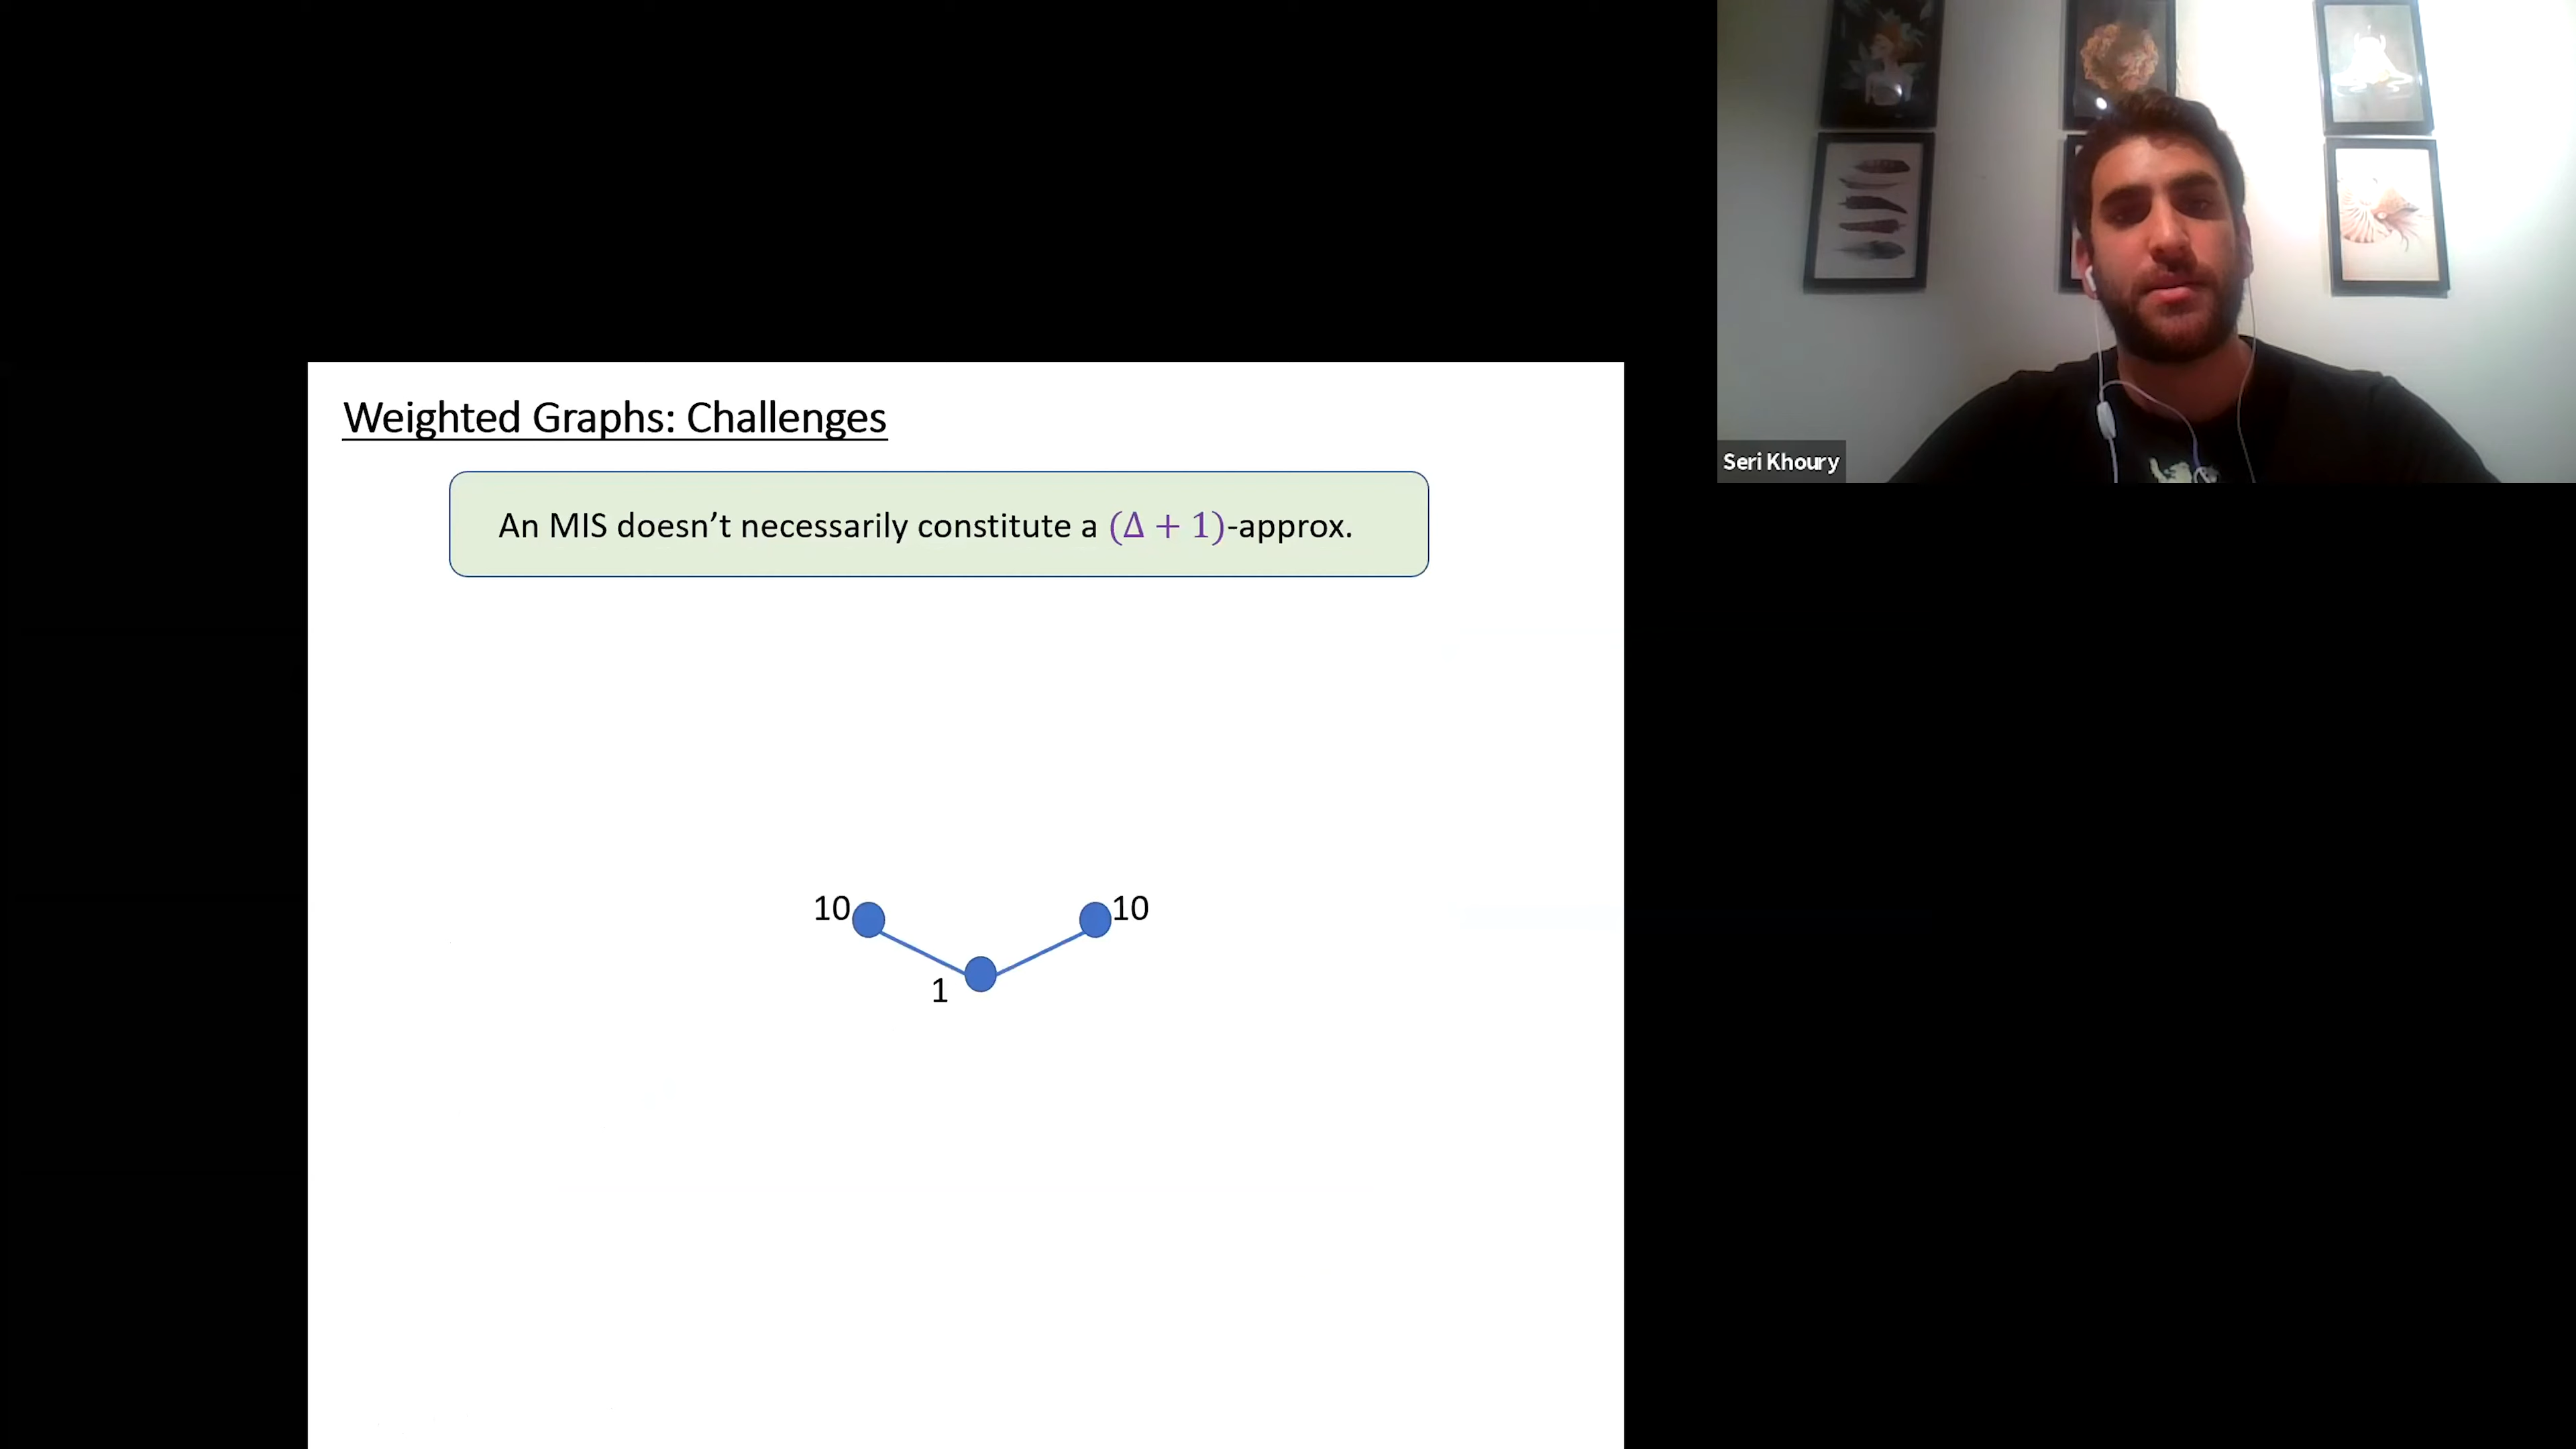 Seri Khoury
Weighted Graphs: Challenges
An MIS doesn't necessarily constitute a (Δ + 1)-approx.
10
10
1